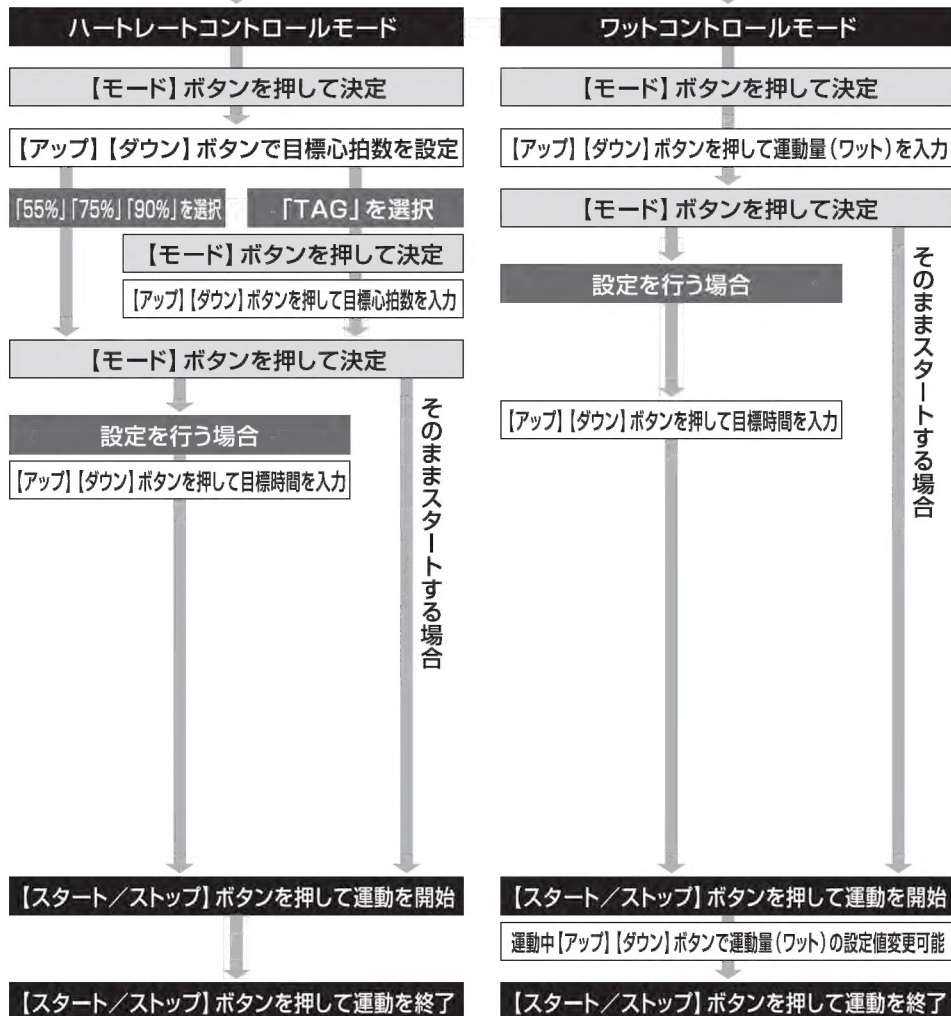 ハートレートコントロールモード
【モード】ボタンを押して決定
【アップ】【ダウン】ボタンで目標心拍数を設定
「55%」「75%」「90%」を選択
「TAG」を選択
【モード】ボタンを押して決定
【アップ】【ダウン】ボタンを押して目標心拍数を入力
【モード】ボタンを押して決定
設定を行う場合
【アップ】【ダウン】ボタンを押して目標時間を入力
そのままスタートする場合
【スタート／ストップ】ボタンを押して運動を開始
【スタート／ストップ】ボタンを押して運動を終了
ワットコントロールモード
【モード】ボタンを押して決定
【アップ】【ダウン】ボタンを押して運動量(ワット)を入力
【モード】ボタンを押して決定
設定を行う場合
【アップ】【ダウン】ボタンを押して目標時間を入力
そのままスタートする場合
【スタート／ストップ】ボタンを押して運動を開始
運動中【アップ】【ダウン】ボタンで運動量(ワット)の設定値変更可能
【スタート／ストップ】ボタンを押して運動を終了